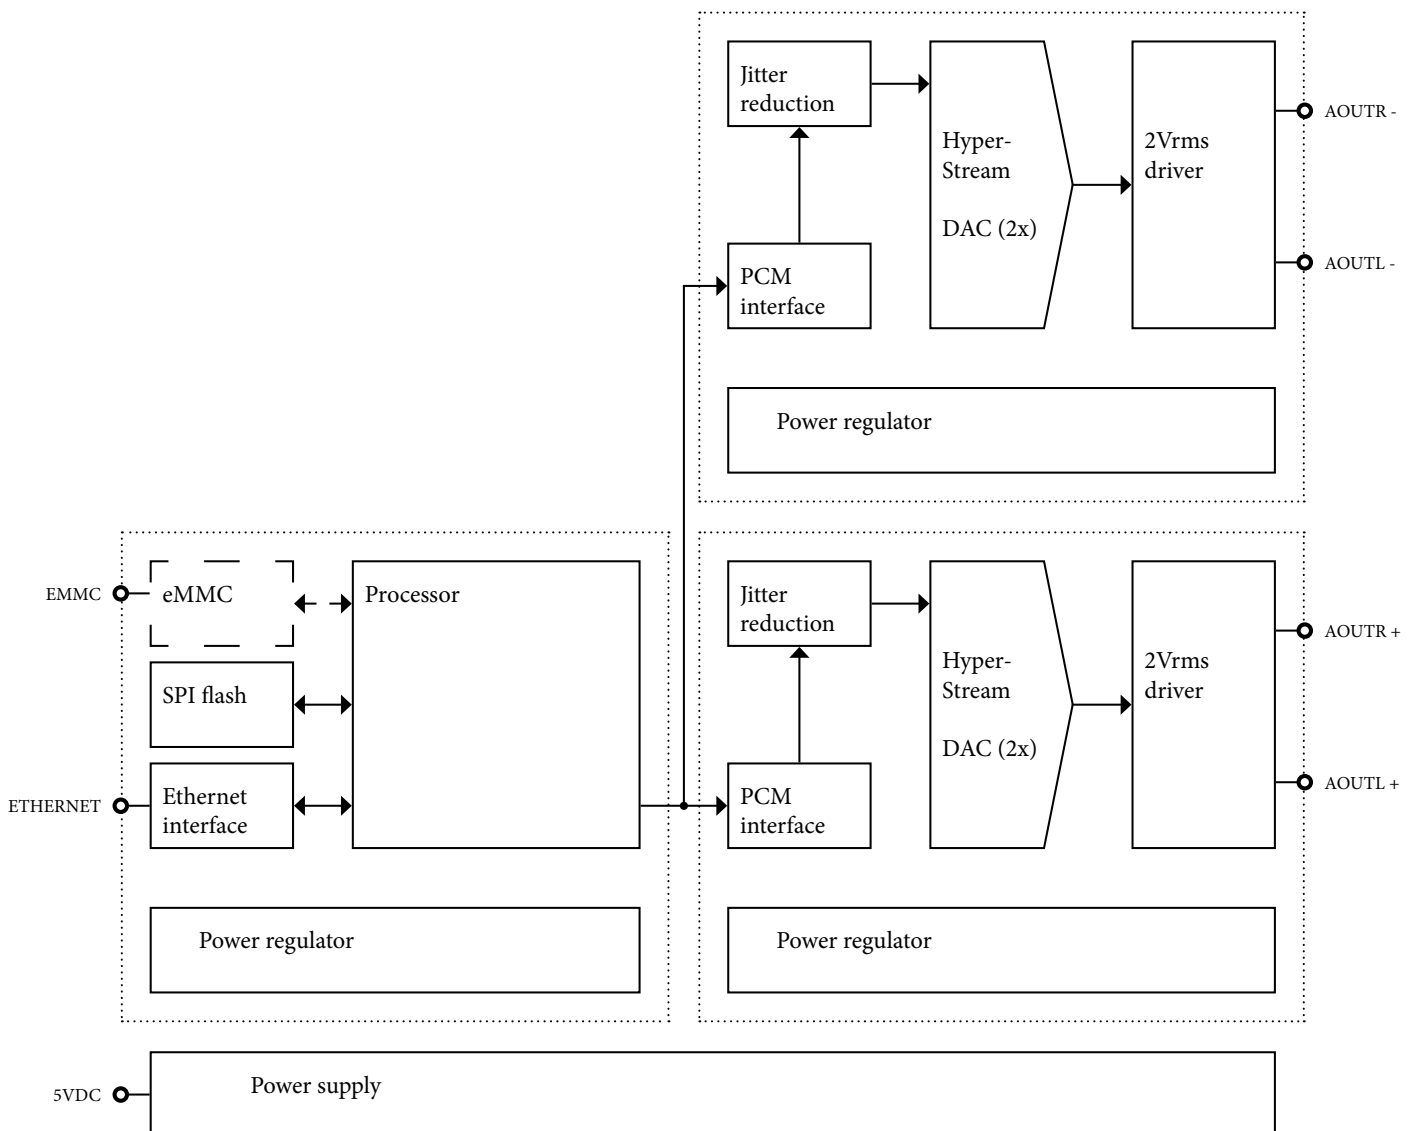 Jitter
reduction
Hyper-
Stream
DAC (2x)
2Vrms
driver
AOUTR -
AOUTL -
PCM
interface
Power regulator
EMMC
eMMC
SPI flash
ETHERNET
Ethernet
interface
Processor
Power regulator
Jitter
reduction
Hyper-
Stream
DAC (2x)
2Vrms
driver
AOUTR +
AOUTL +
PCM
interface
Power regulator
5VDC
Power supply